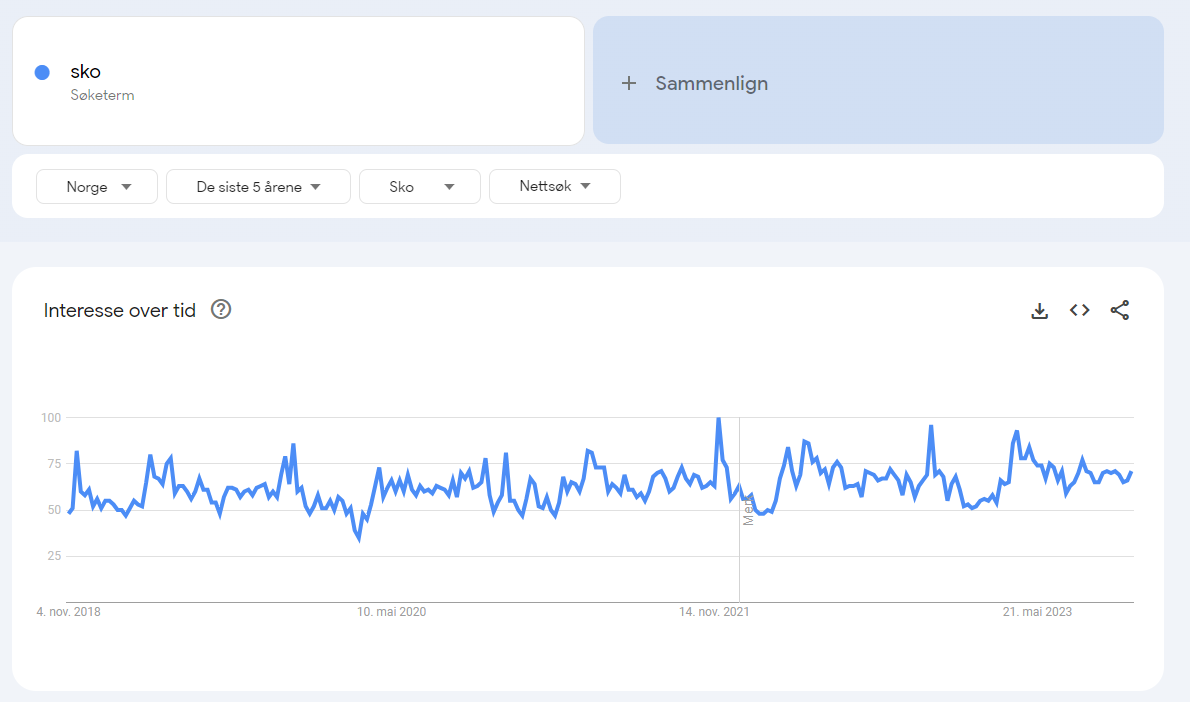 sko
Søketerm
+ Sammenlign
Norge
De siste 5 årene
Sko
Nettsøk
Interesse over tid
100
75
50
25
4. nov. 2018
10. mai 2020
14. nov. 2021
21. mai 2023